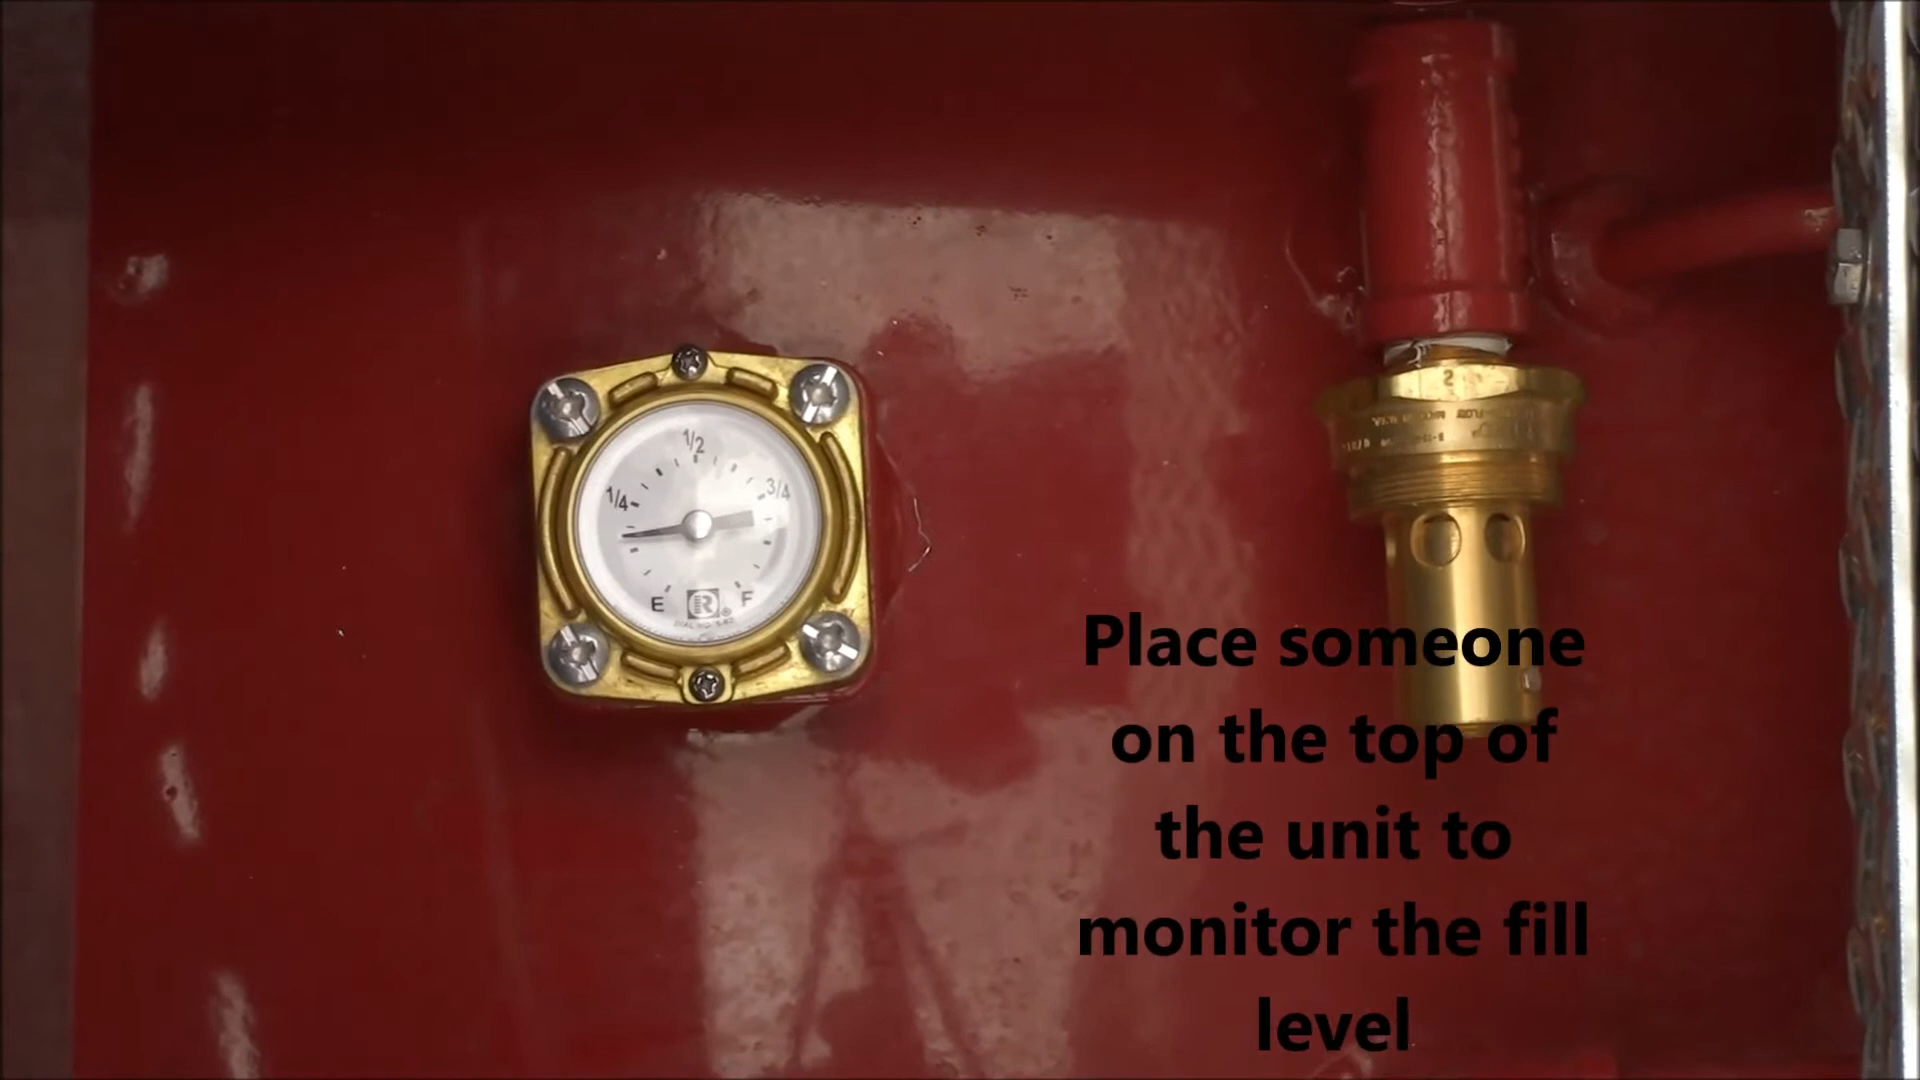 1/2
1/4
3/4
E
R
F
2
Place someone
on the top of
the unit to
monitor the fill
level